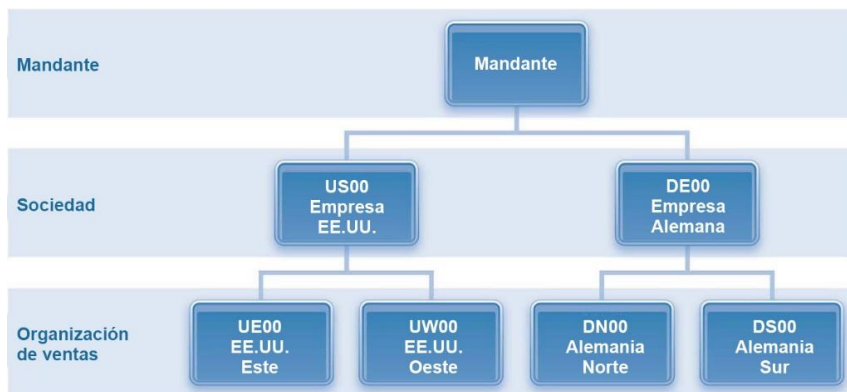 Mandante
Mandante
Sociedad
US00
Empresa
EE.UU.
DE00
Empresa
Alemana
Organización
de ventas
UE00
EE.UU.
Este
UW00
EE.UU.
Oeste
DN00
Alemania
Norte
DS00
Alemania
Sur